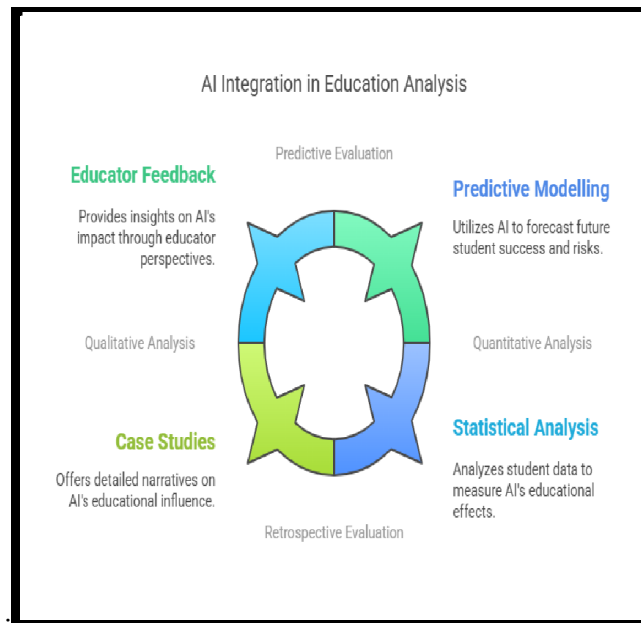 AI Integration in Education Analysis
Predictive Evaluation
Educator Feedback
Provides insights on AI's
impact through educator
perspectives.
Predictive Modelling
Utilizes AI to forecast future
student success and risks.
Qualitative Analysis
Quantitative Analysis
Case Studies
Offers detailed narratives on
AI's educational influence.
Statistical Analysis
Analyzes student data to
measure AI's educational
effects.
Retrospective Evaluation